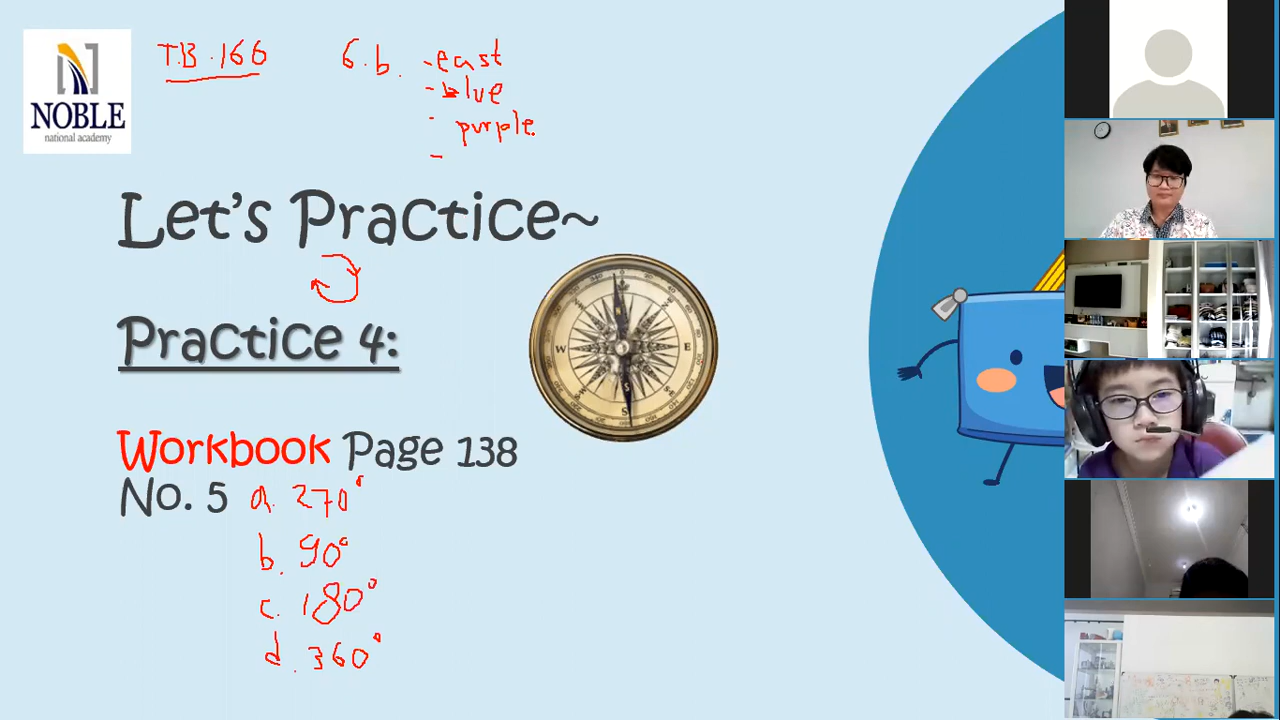 NOBLE
national academy
T.B. 166
6. b. - east
- blue
- purple.
-
Let's Practice~
Practice 4:
W E
S
S
Workbook Page 138
No. 5 a. 270°
b. 90°
c. 180°
d. 360°